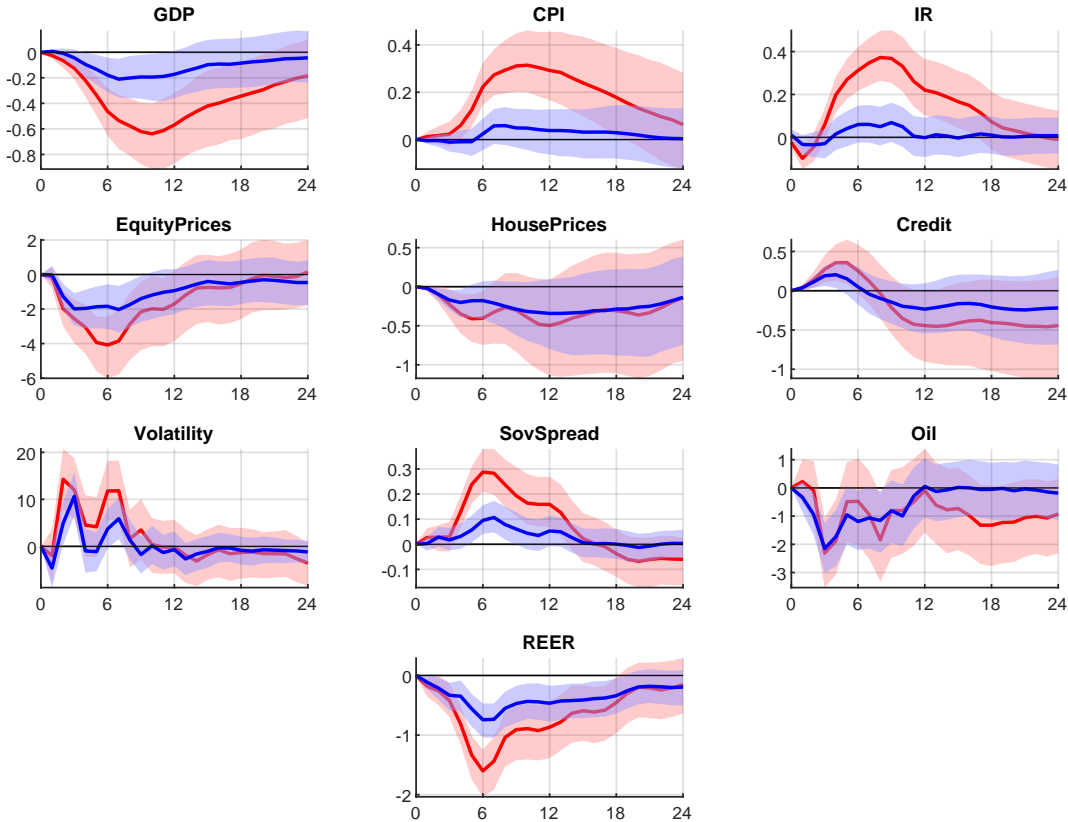 GDP CPI IR
0 0.4 0.4
-0.2
-0.4 0.2 0.2
-0.6
-0.8 0 0
0 6 12 18 24 0 6 12 18 24 0 6 12 18 24
EquityPrices HousePrices Credit
2 0.5 0.5
0 0 0
-2
-4 -0.5 -0.5
-6 -1 -1
0 6 12 18 24 0 6 12 18 24 0 6 12 18 24
Volatility SovSpread Oil
20 0.3 1
10 0.2 0
0.1 -1
0 0 -2
-0.1 -3
0 6 12 18 24 0 6 12 18 24 0 6 12 18 24
REER
0
-1
-2
0 6 12 18 24